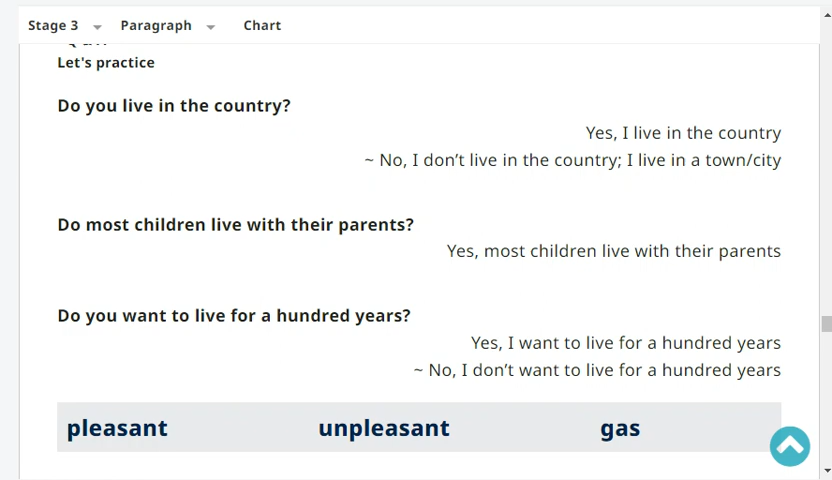 Stage 3 Paragraph Chart
Let's practice
Do you live in the country?
Yes, I live in the country
~ No, I don’t live in the country; I live in a town/city
Do most children live with their parents?
Yes, most children live with their parents
Do you want to live for a hundred years?
Yes, I want to live for a hundred years
~ No, I don’t want to live for a hundred years
pleasant unpleasant gas